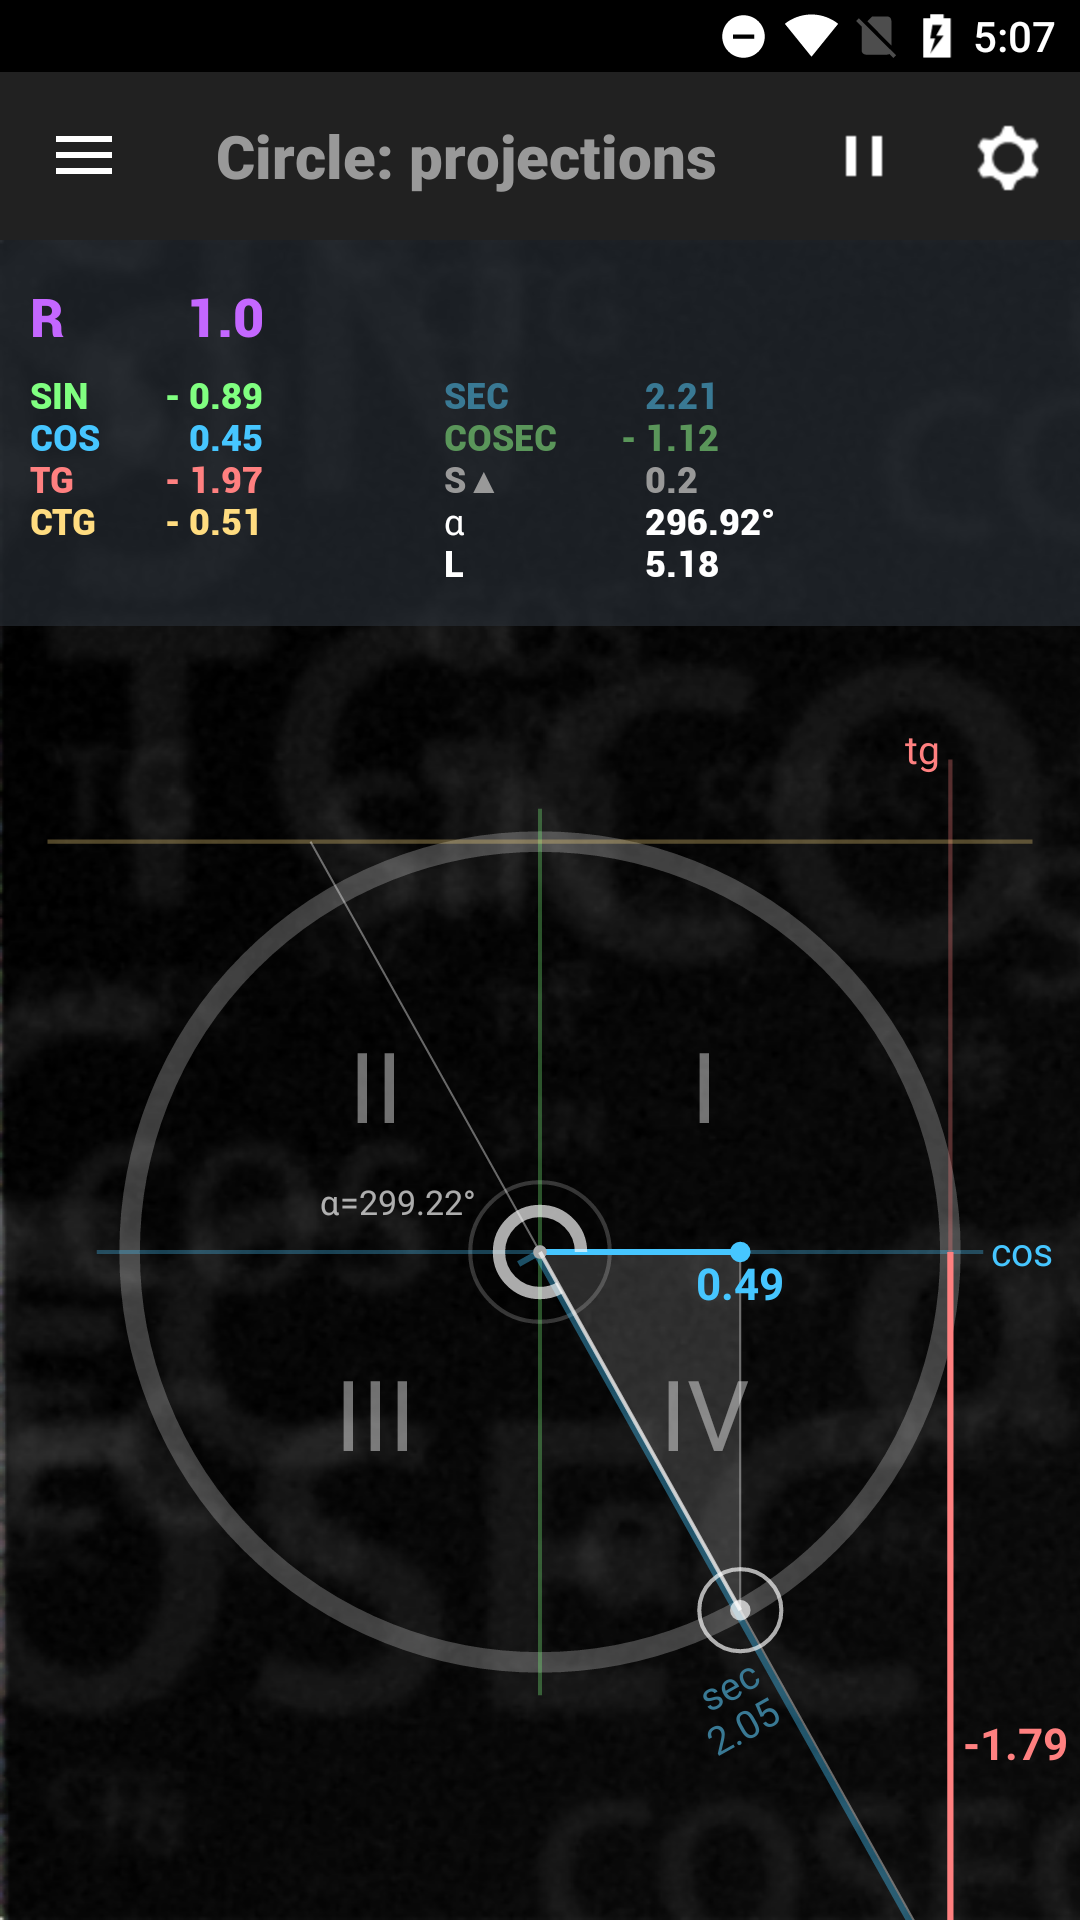 5:07
Circle: projections
R 1.0
SIN - 0.89 SEC 2.21
COS 0.45 COSEC - 1.12
TG - 1.97 S▲ 0.2
CTG - 0.51 α 296.92°
L 5.18
tg
II I
α=299.22°
cos
0.49
III IV
sec
2.05
-1.79